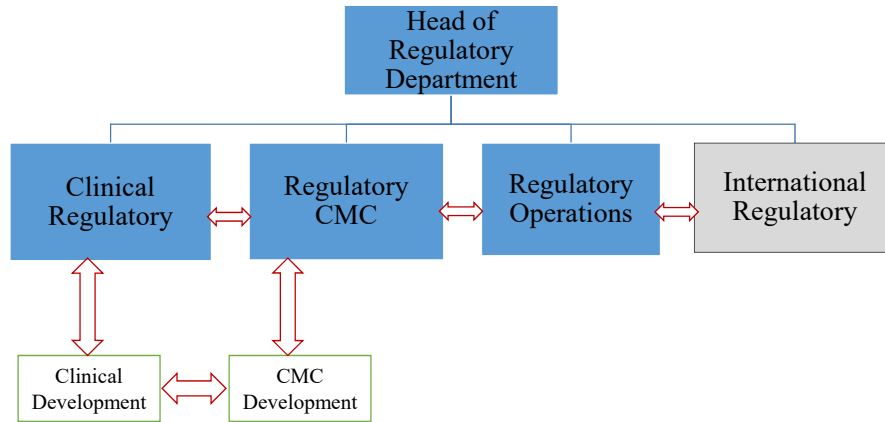 Head of
Regulatory
Department
Clinical
Regulatory
Regulatory
CMC
Regulatory
Operations
International
Regulatory
Clinical
Development
CMC
Development